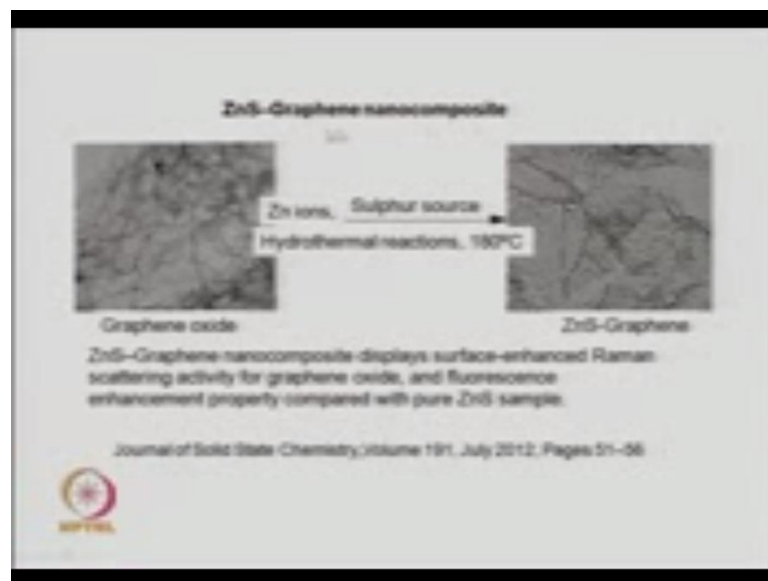 ZnS–Graphene nanocomposite
Zn ions, Sulphur source
Hydrothermal reactions, 180ºC
Graphene oxide
ZnS-Graphene
ZnS–Graphene nanocomposite displays surface-enhanced Raman
scattering activity for graphene oxide, and fluorescence
enhancement property compared with pure ZnS sample.
Journal of Solid State Chemistry, Volume 191, July 2012, Pages 51–56
NPTEL